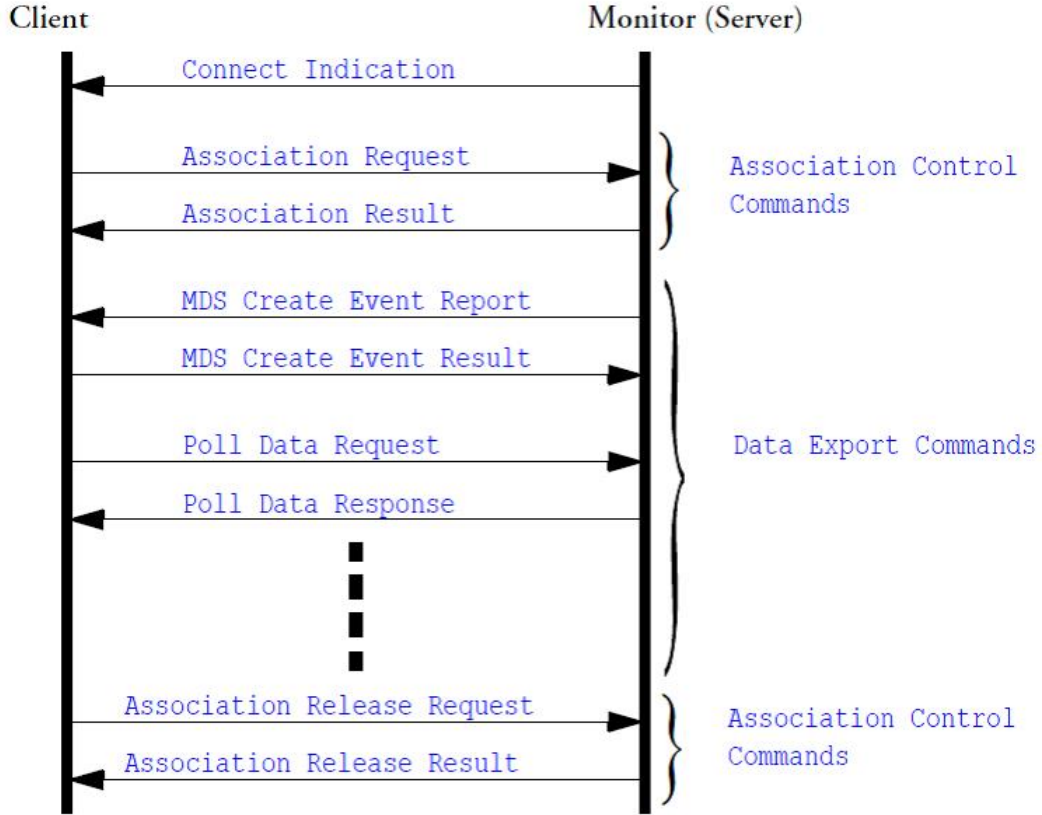 Client
Monitor (Server)
Connect Indication
Association Request
Association Result
Association Control
Commands
MDS Create Event Report
MDS Create Event Result
Poll Data Request
Poll Data Response
Data Export Commands
Association Release Request
Association Release Result
Association Control
Commands